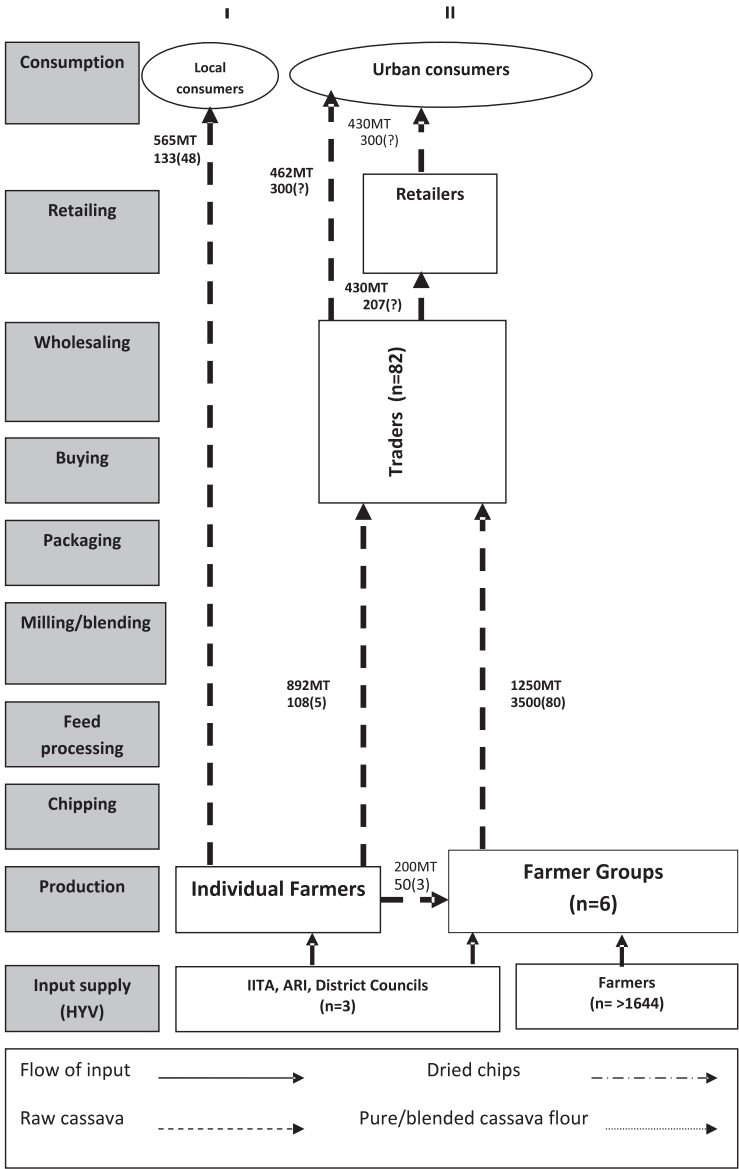 I
II
Consumption
Local
consumers
Urban consumers
565MT
133(48)
430MT
300(?)
462MT
300(?)
Retailing
Retailers
430MT
207(?)
Wholesaling
Traders (n=82)
Buying
Packaging
Milling/blending
892MT
108(5)
1250MT
3500(80)
Feed
processing
Chipping
Production
Individual Farmers
200MT
50(3)
Farmer Groups
(n=6)
Input supply
(HYV)
IITA, ARI, District Councils
(n=3)
Farmers
(n= >1644)
Flow of input
Dried chips
Raw cassava
Pure/blended cassava flour